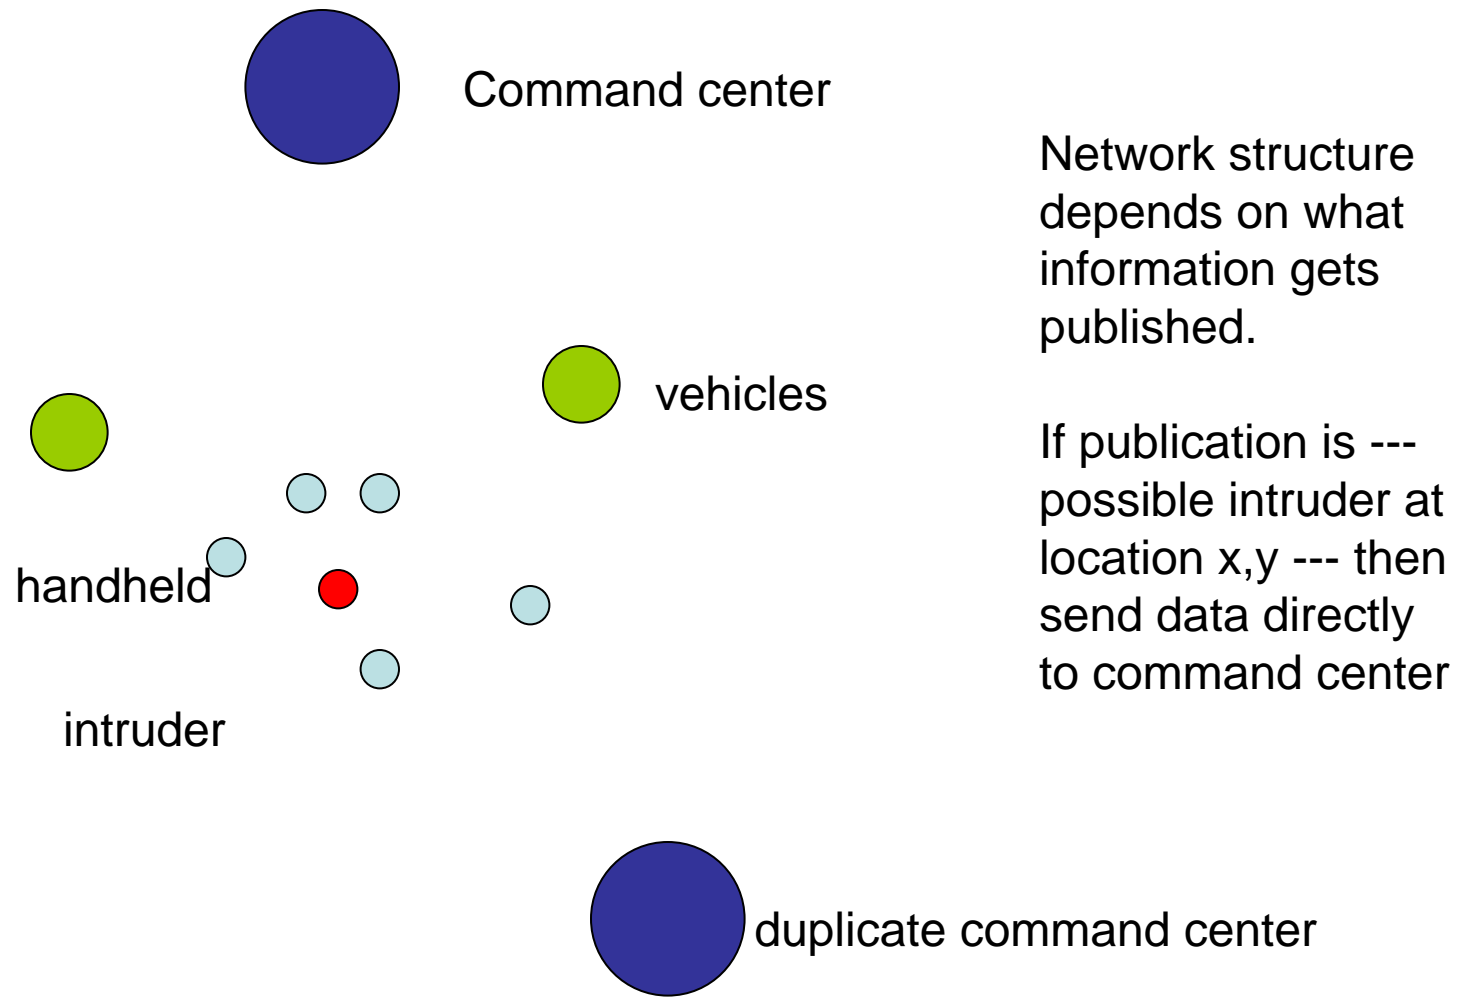 Command center
Network structure
depends on what
information gets
published.
If publication is ---
possible intruder at
location x,y --- then
send data directly
to command center
vehicles
handheld
intruder
duplicate command center